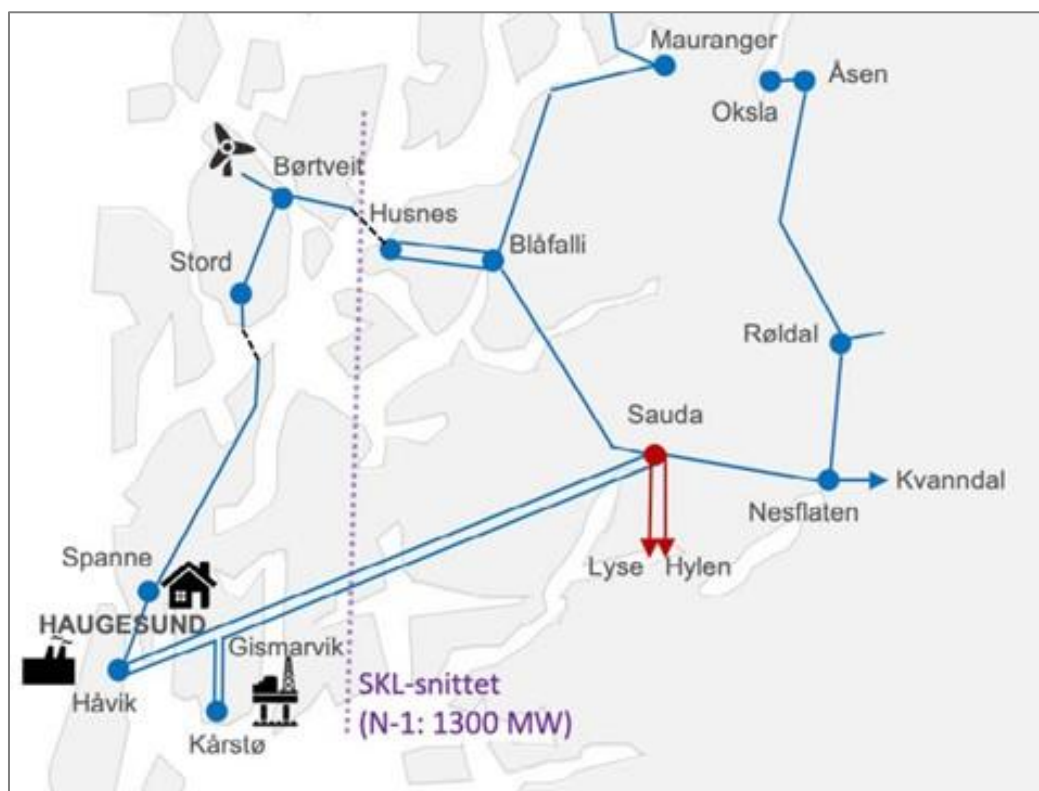 Mauranger
Åsen
Oksla
Børtveit
Husnes
Blåfalli
Stord
Røldal
Sauda
Kvanndal
Nesflaten
Spanne
Lyse
Hylen
HAUGESUND
Gismarvik
SKL-snittet
(N-1: 1300 MW)
Håvik
Kårstø